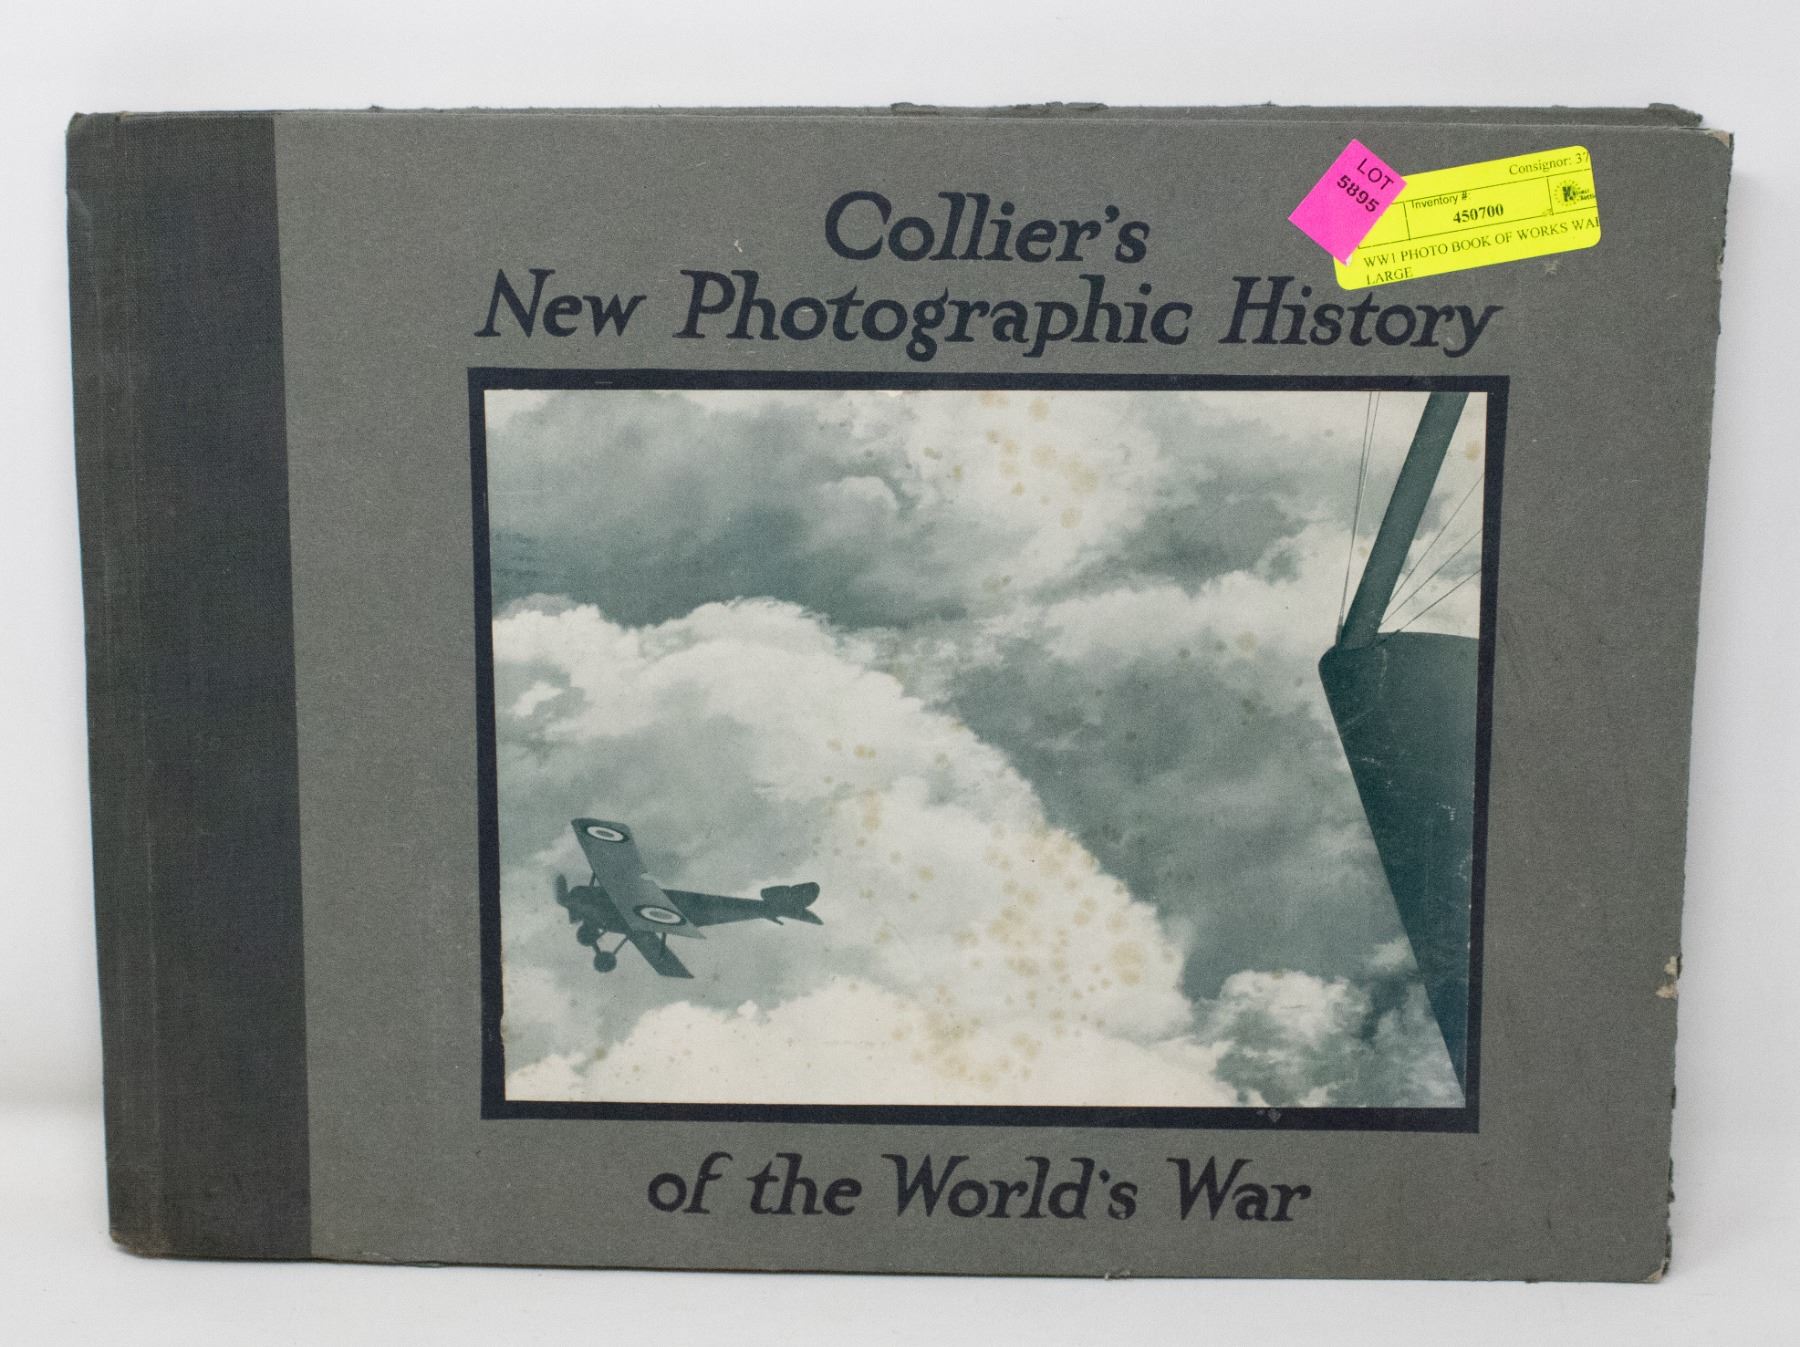 Collier's
New Photographic History
of the World's War
LOT
5895
Consignor: 37
Inventory #
450700
WW1 PHOTO BOOK OF WORKS WAR
LARGE